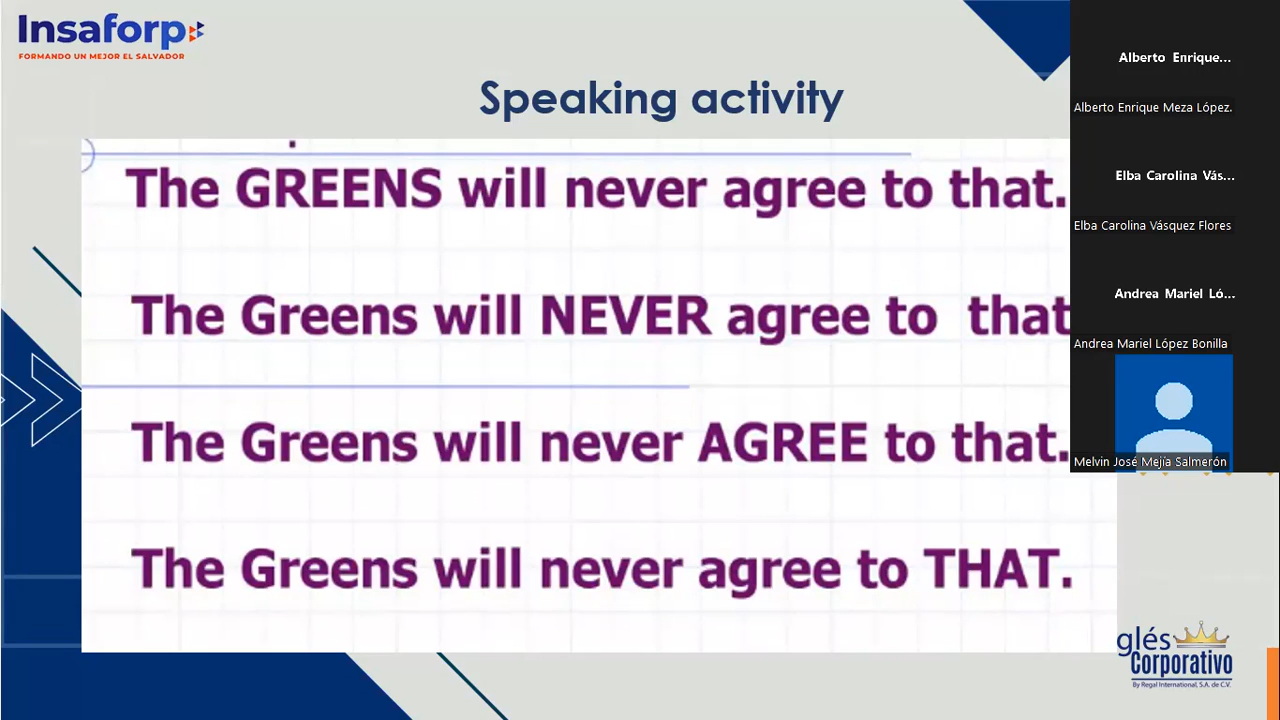 Insaforp
FORMANDO UN MEJOR EL SALVADOR
Speaking activity
The GREENS will never agree to that.
The Greens will NEVER agree to that
The Greens will never AGREE to that.
The Greens will never agree to THAT.
Alberto Enrique...
Alberto Enrique Meza López.
Elba Carolina Vás...
Elba Carolina Vásquez Flores
Andrea Mariel Ló...
Andrea Mariel López Bonilla
Melvin José Mejía Salmerón
glés
Corporativo
By Regal International, S.A. de C.V.